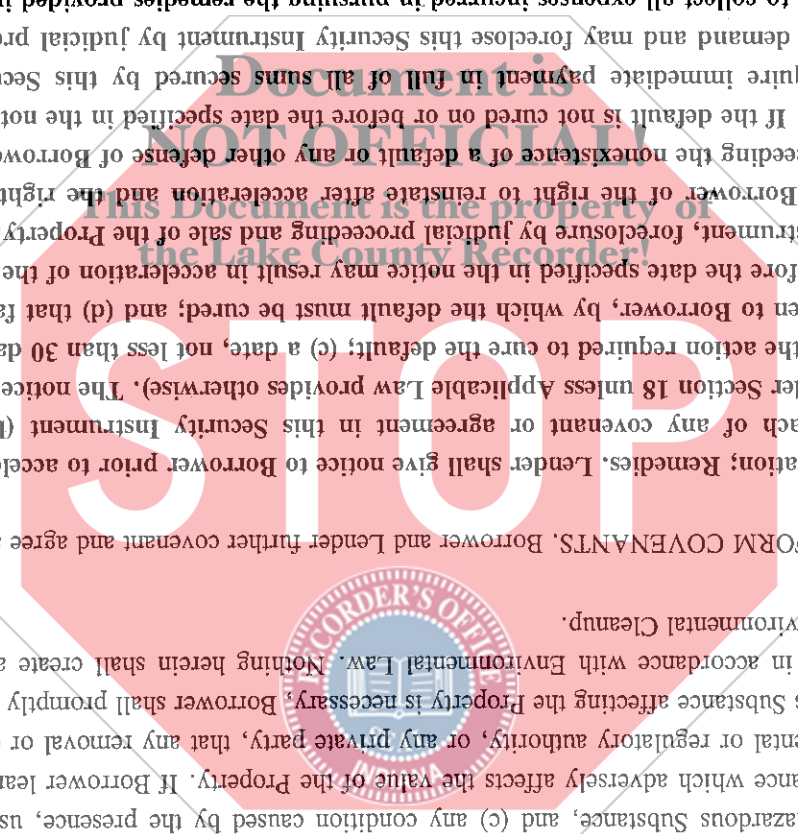 azardous Substance, and (c) any condition caused by the presence, us
ance which adversely affects the value of the Property. If Borrower lear
ental or regulatory authority, or any private party, that any removal or
s Substance affecting the Property is necessary, Borrower shall promptly
in accordance with Environmental Law. Nothing herein shall create a
vironmental Cleanup.
FORM COVENANTS. Borrower and Lender further covenant and agree a
ation; Remedies. Lender shall give notice to Borrower prior to accele
ach of any covenant or agreement in this Security Instrument (b
der Section 18 unless Applicable Law provides otherwise). The notice
the action required to cure the default; (c) a date, not less than 30 da
en to Borrower, by which the default must be cured; and (d) that fa
fore the date specified in the notice may result in acceleration of the
trument, foreclosure by judicial proceeding and sale of the Property.
Borrower of the right to reinstate after acceleration and the right
ceeding the nonexistence of a default or any other defense of Borrowe
If the default is not cured on or before the date specified in the not
quire immediate payment in full of all sums secured by this Secu
demand and may foreclose this Security Instrument by judicial pro
to collect all expenses incurred in pursuing the remedies provided in
Document is
NOT OFFICIAL!
This Document is the property of
the Lake County Recorder!
STOP
RECORDER'S OFFICE
INDIANA